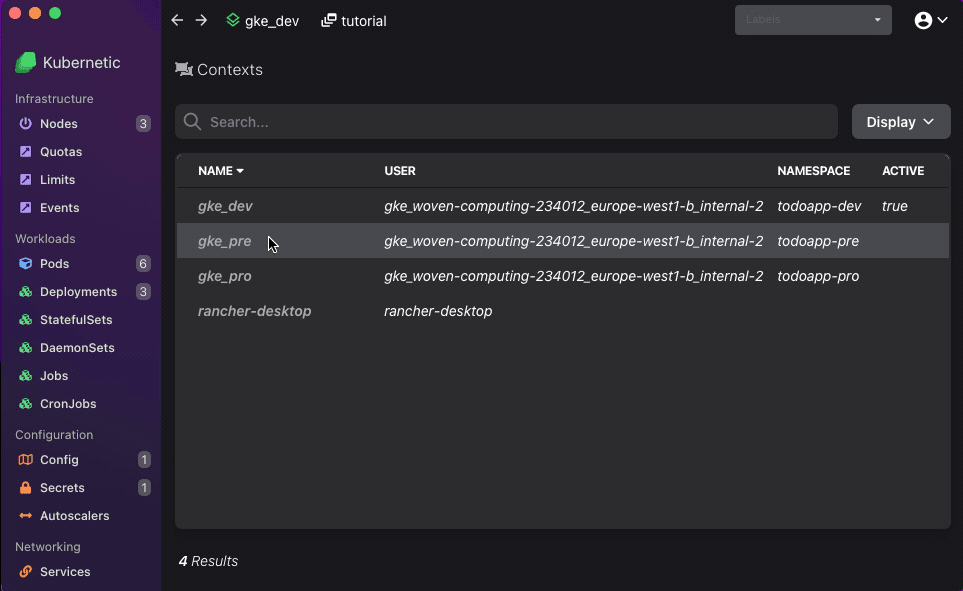 gke_dev tutorial Labels
Kubernetic
Contexts
Infrastructure
Nodes 3
Quotas
Limits
Events
Workloads
Pods 6
Deployments 3
StatefulSets
DaemonSets
Jobs
CronJobs
Configuration
Config 1
Secrets 1
Autoscalers
Networking
Services
Search...
Display
NAME USER NAMESPACE ACTIVE
gke_dev gke_woven-computing-234012_europe-west1-b_internal-2 todoapp-dev true
gke_pre gke_woven-computing-234012_europe-west1-b_internal-2 todoapp-pre
gke_pro gke_woven-computing-234012_europe-west1-b_internal-2 todoapp-pro
rancher-desktop rancher-desktop
4 Results